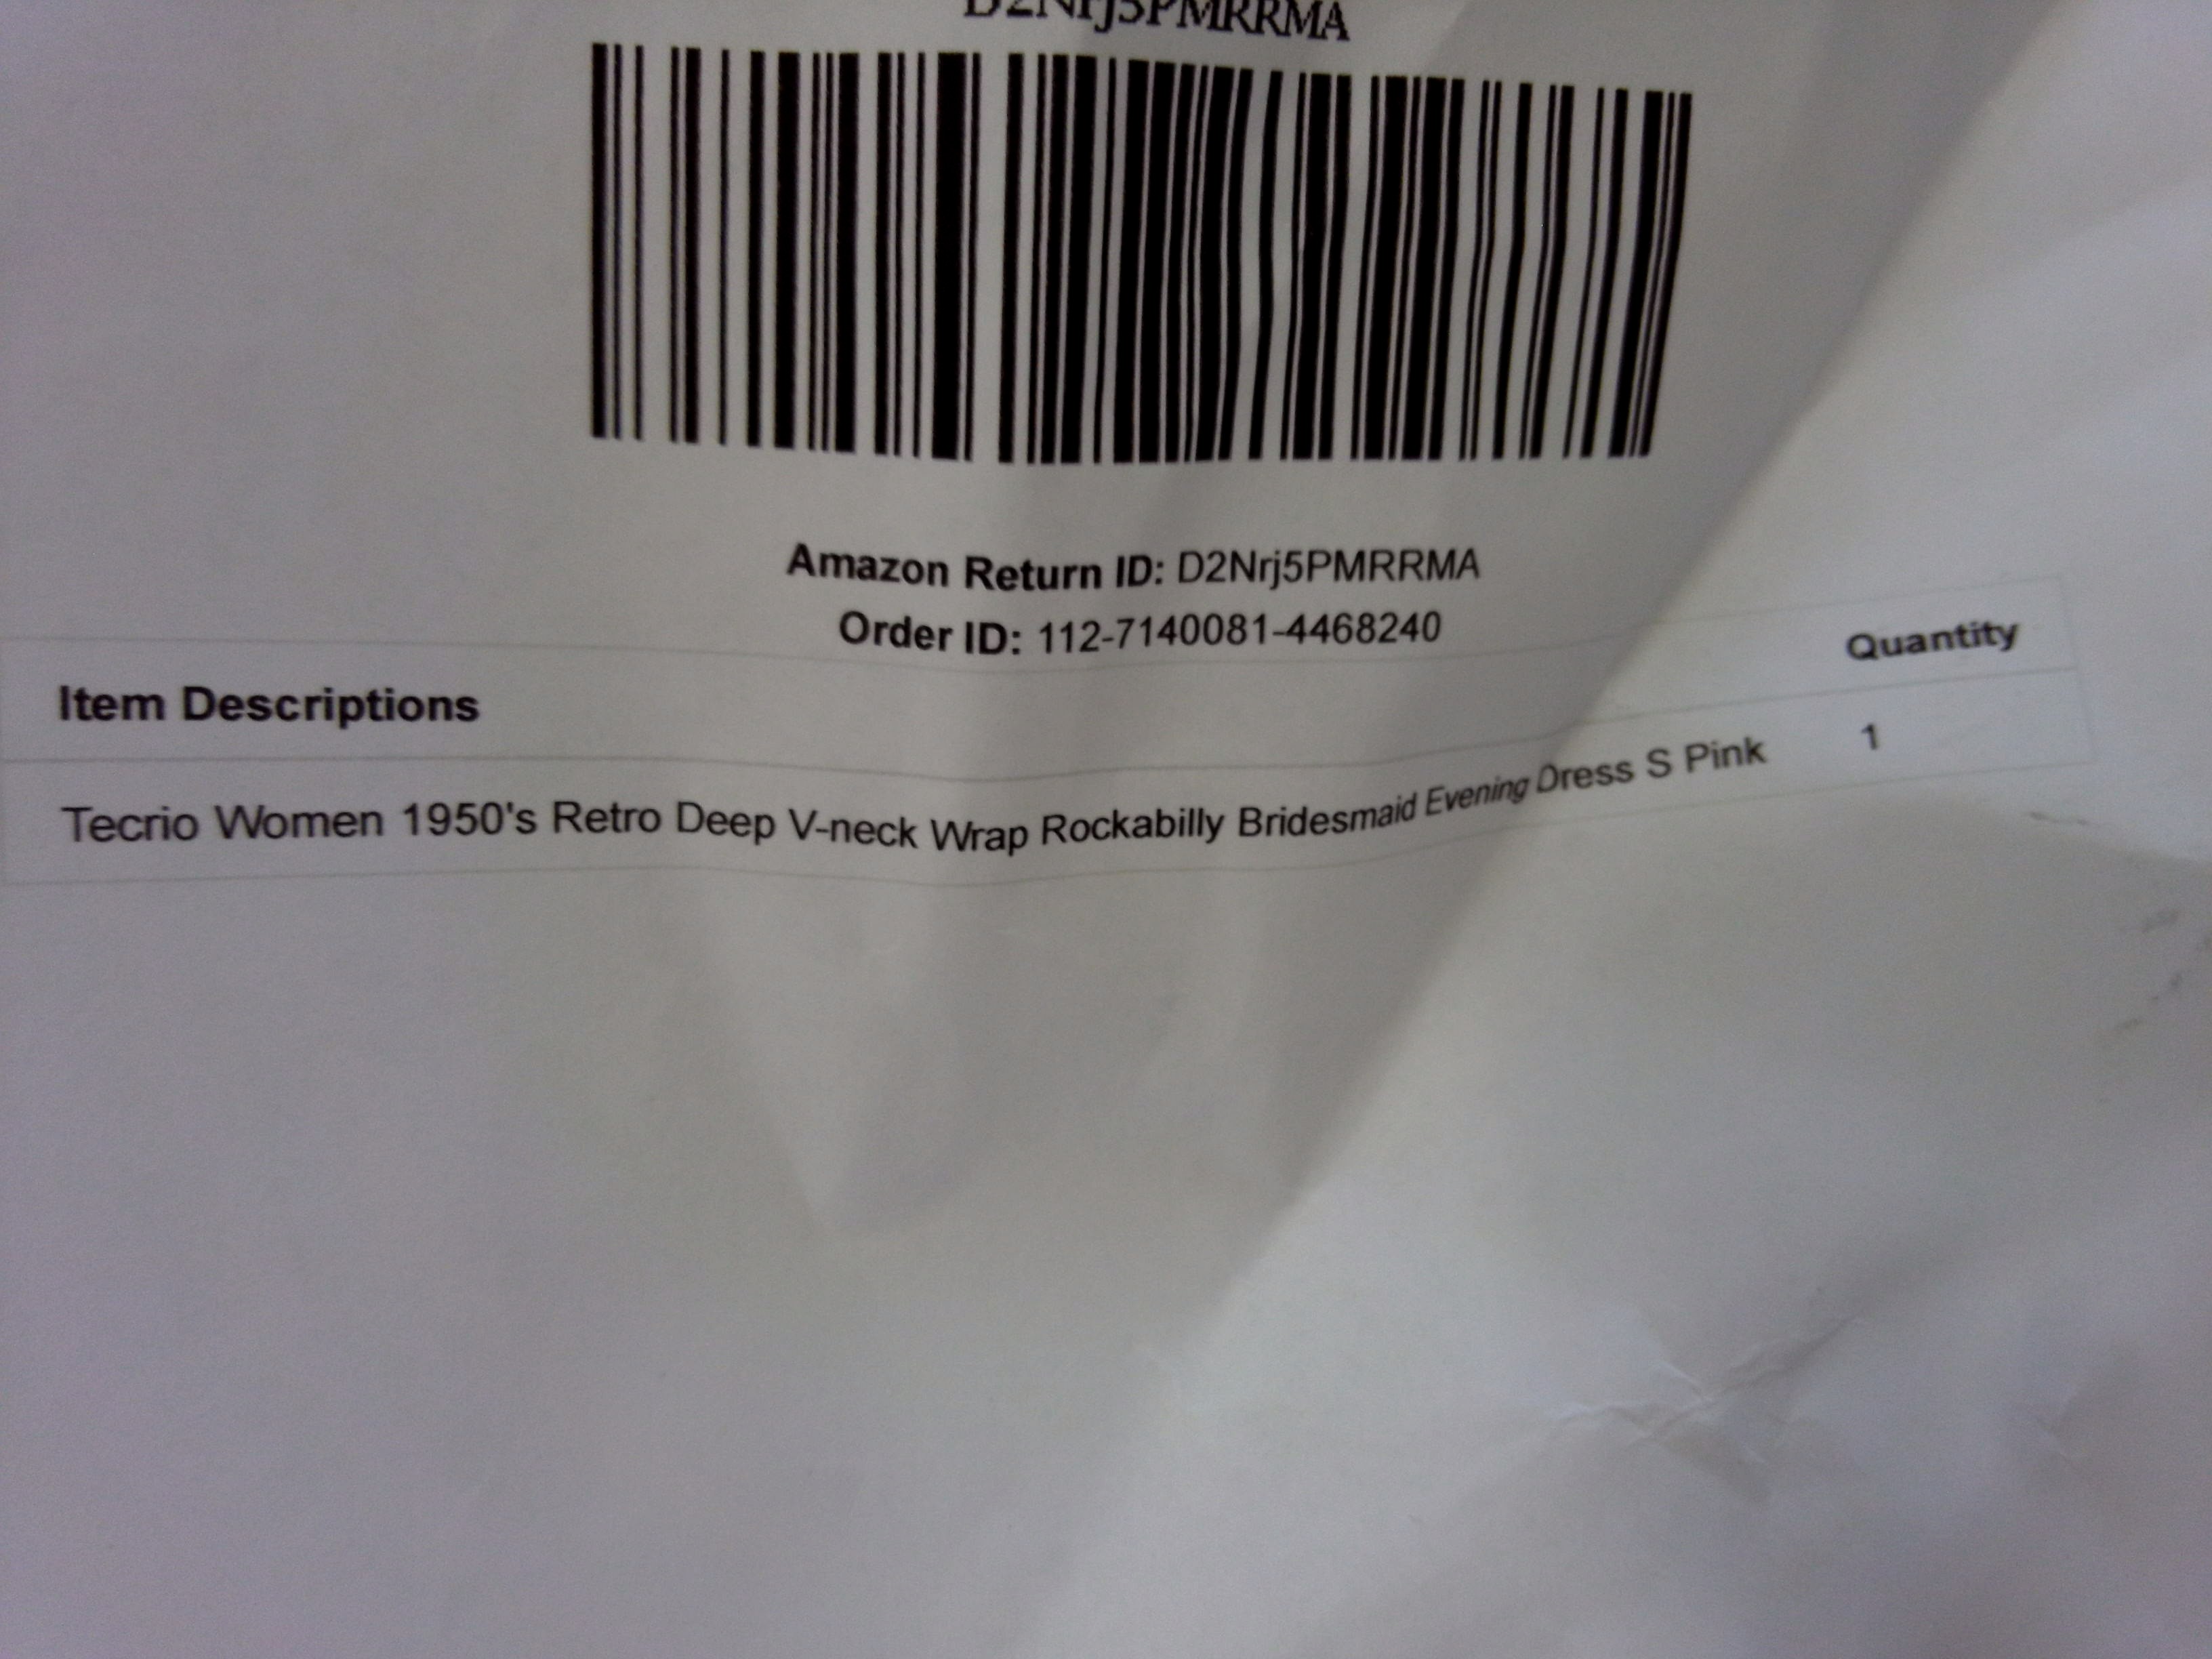 D2Nrj5PMRRMA
Amazon Return ID: D2Nrj5PMRRMA
Order ID: 112-7140081-4468240
Item Descriptions Quantity
Tecrio Women 1950's Retro Deep V-neck Wrap Rockabilly Bridesmaid Evening Dress S Pink 1